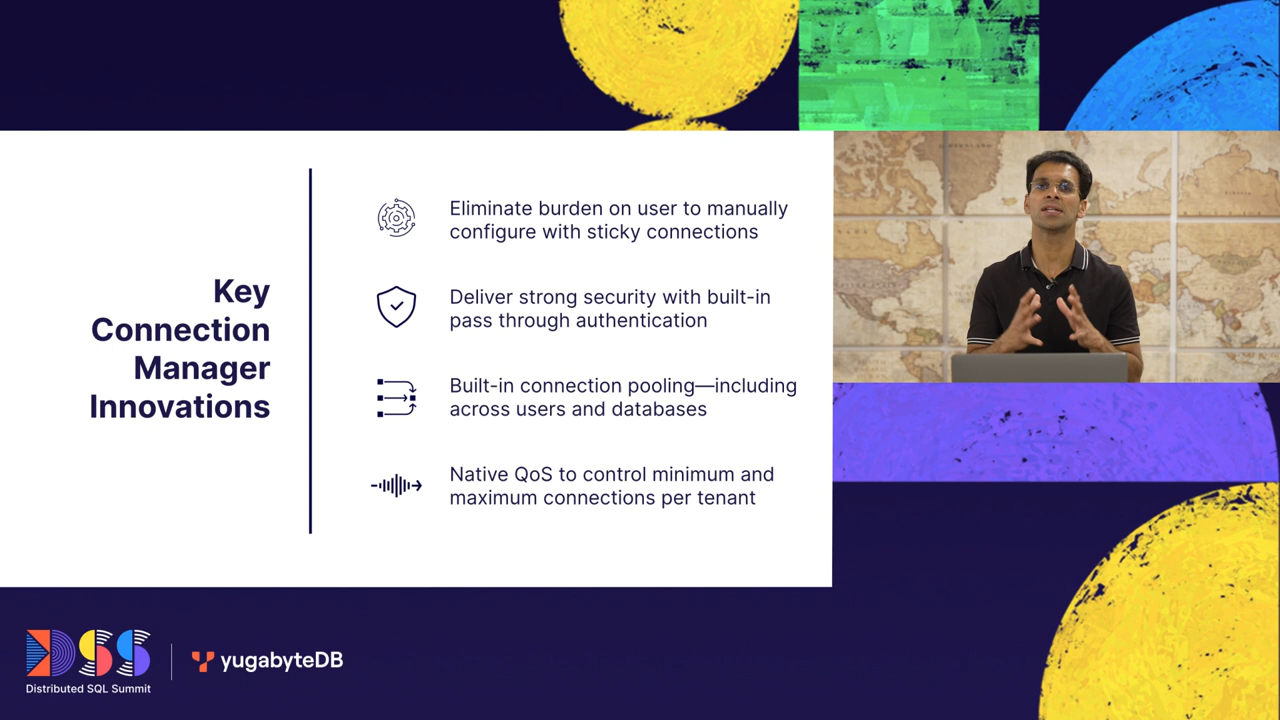 Key
Connection
Manager
Innovations
Eliminate burden on user to manually
configure with sticky connections
Deliver strong security with built-in
pass through authentication
Built-in connection pooling—including
across users and databases
Native QoS to control minimum and
maximum connections per tenant
DSS
Distributed SQL Summit
yugabyteDB